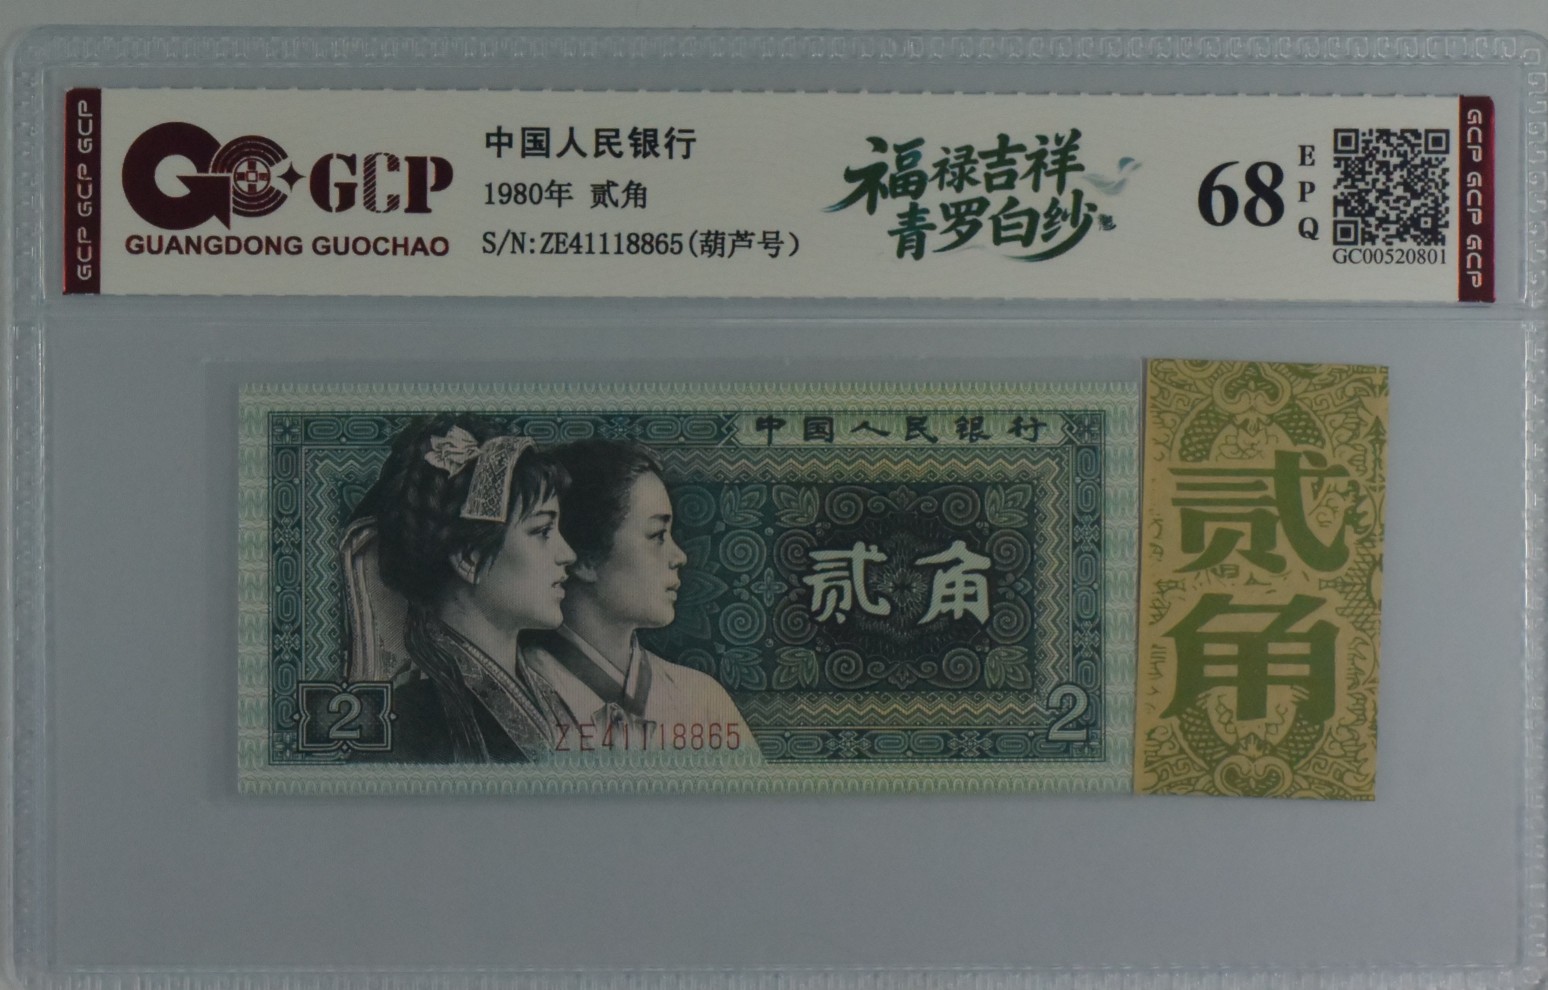 GCP GCP GCP
GCP
GUANGDONG GUOCHAO
中国人民银行
1980年 贰角
S/N:ZE41118865(葫芦号)
福禄吉祥
青罗白纱
68
EPQ
GC00520801
GCP GCP GCP
中国人民银行
贰角
2
2
ZE41118865
贰角